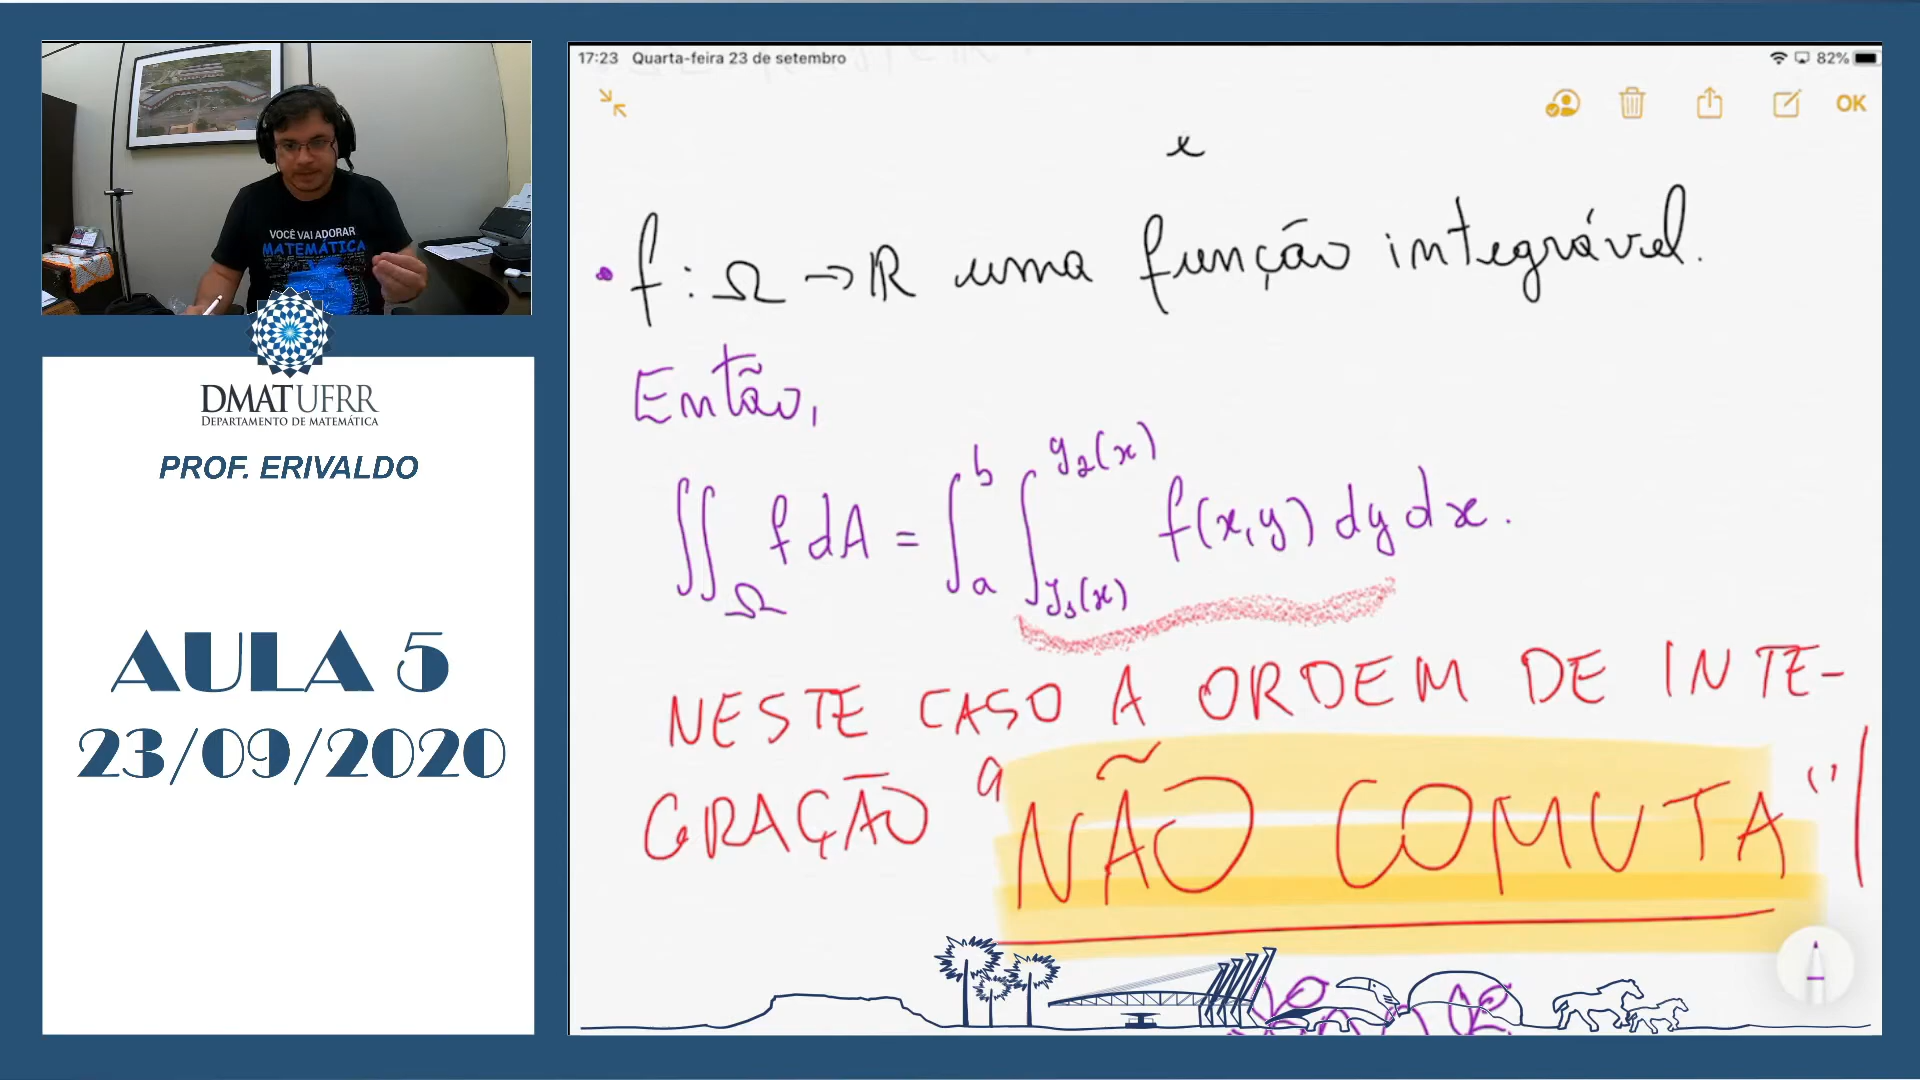 17:23 Quarta-feira 23 de setembro
82%
OK
x
• f : Ω → ℝ uma função integrável.
Então,
∬_Ω f dA = ∫_a^b ∫_{y₁(x)}^{y₂(x)} f(x,y) dy dx.
NESTE CASO A ORDEM DE INTE-
GRAÇÃO "NÃO COMUTA"
VOCÊ VAI ADORAR
MATEMÁTICA
DMAT UFRR
DEPARTAMENTO DE MATEMÁTICA
PROF. ERIVALDO
AULA 5
23/09/2020